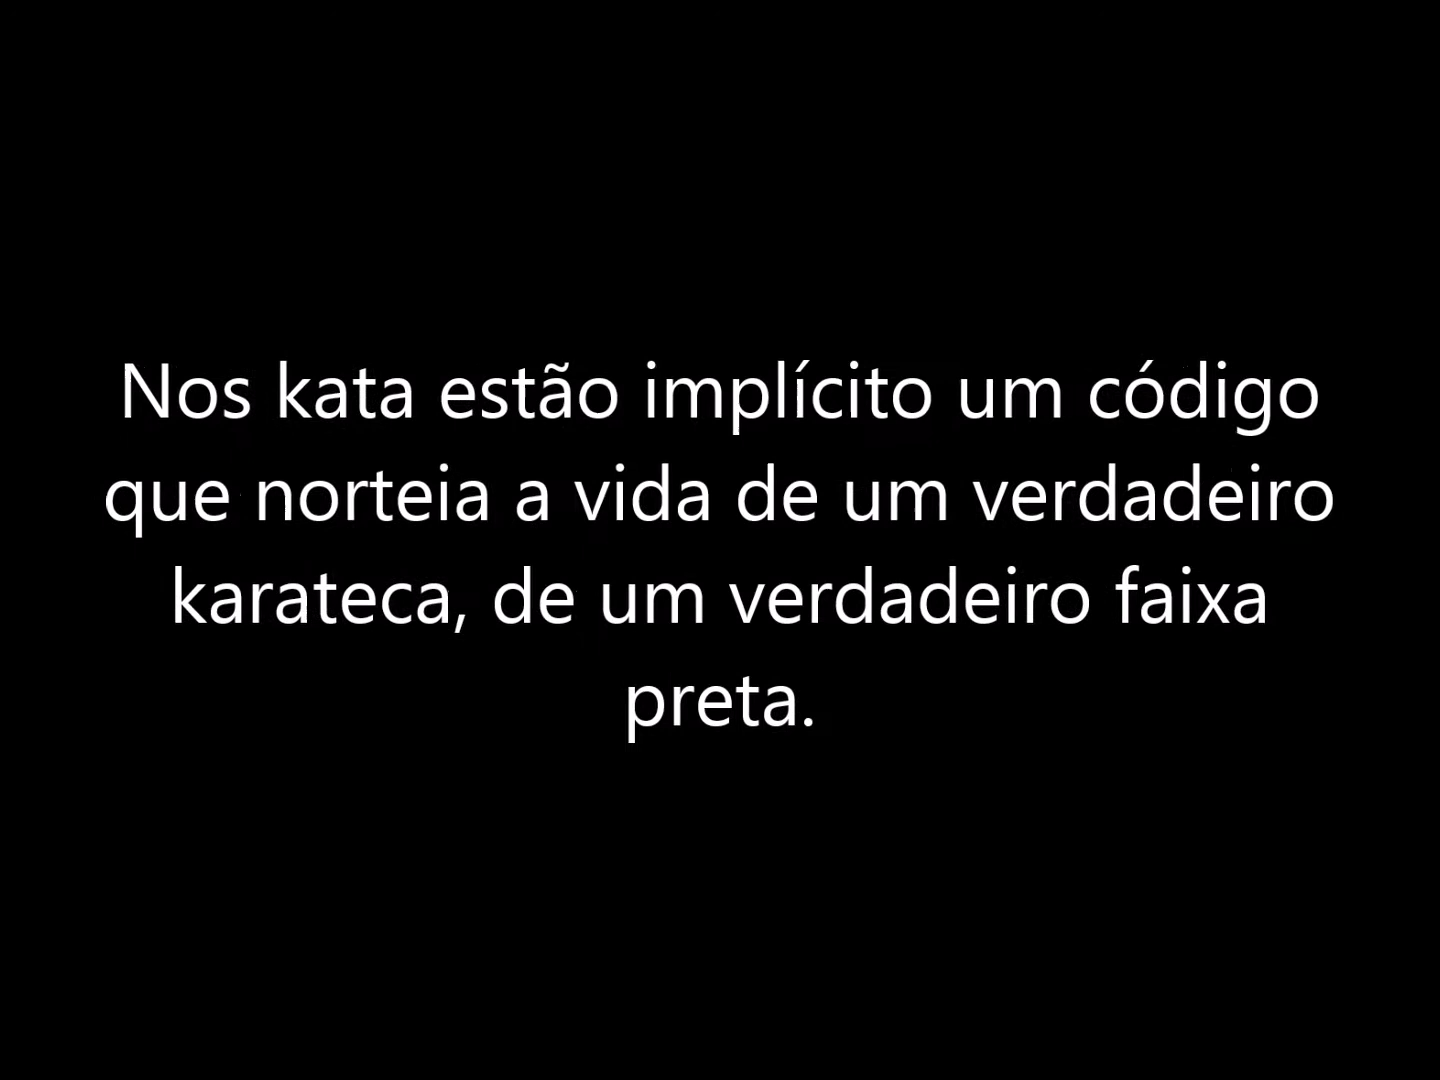 Nos kata estão implícito um código
que norteia a vida de um verdadeiro
karateca, de um verdadeiro faixa
preta.